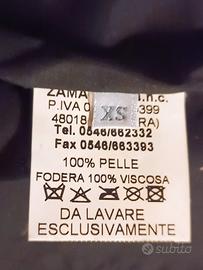 ZAMA n.c.
P.IVA 0 399
48018 RA)
XS
Tel. 0546/662332
Fax 0546/663393
100% PELLE
FODERA 100% VISCOSA
DA LAVARE
ESCLUSIVAMENTE
subito